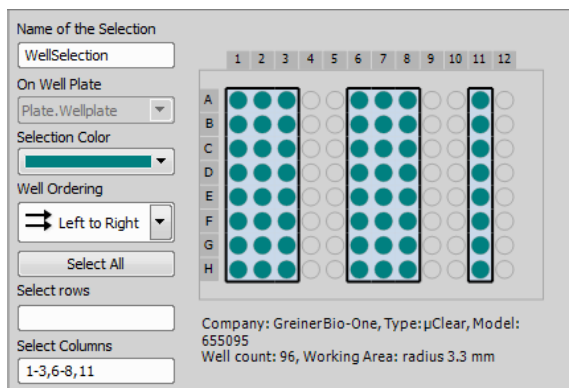 Name of the Selection
WellSelection
On Well Plate
Plate.Wellplate
Selection Color
Well Ordering
Left to Right
Select All
Select rows
Select Columns
1-3,6-8,11
1 2 3 4 5 6 7 8 9 10 11 12
A
B
C
D
E
F
G
H
Company: GreinerBio-One, Type:µClear, Model:
655095
Well count: 96, Working Area: radius 3.3 mm